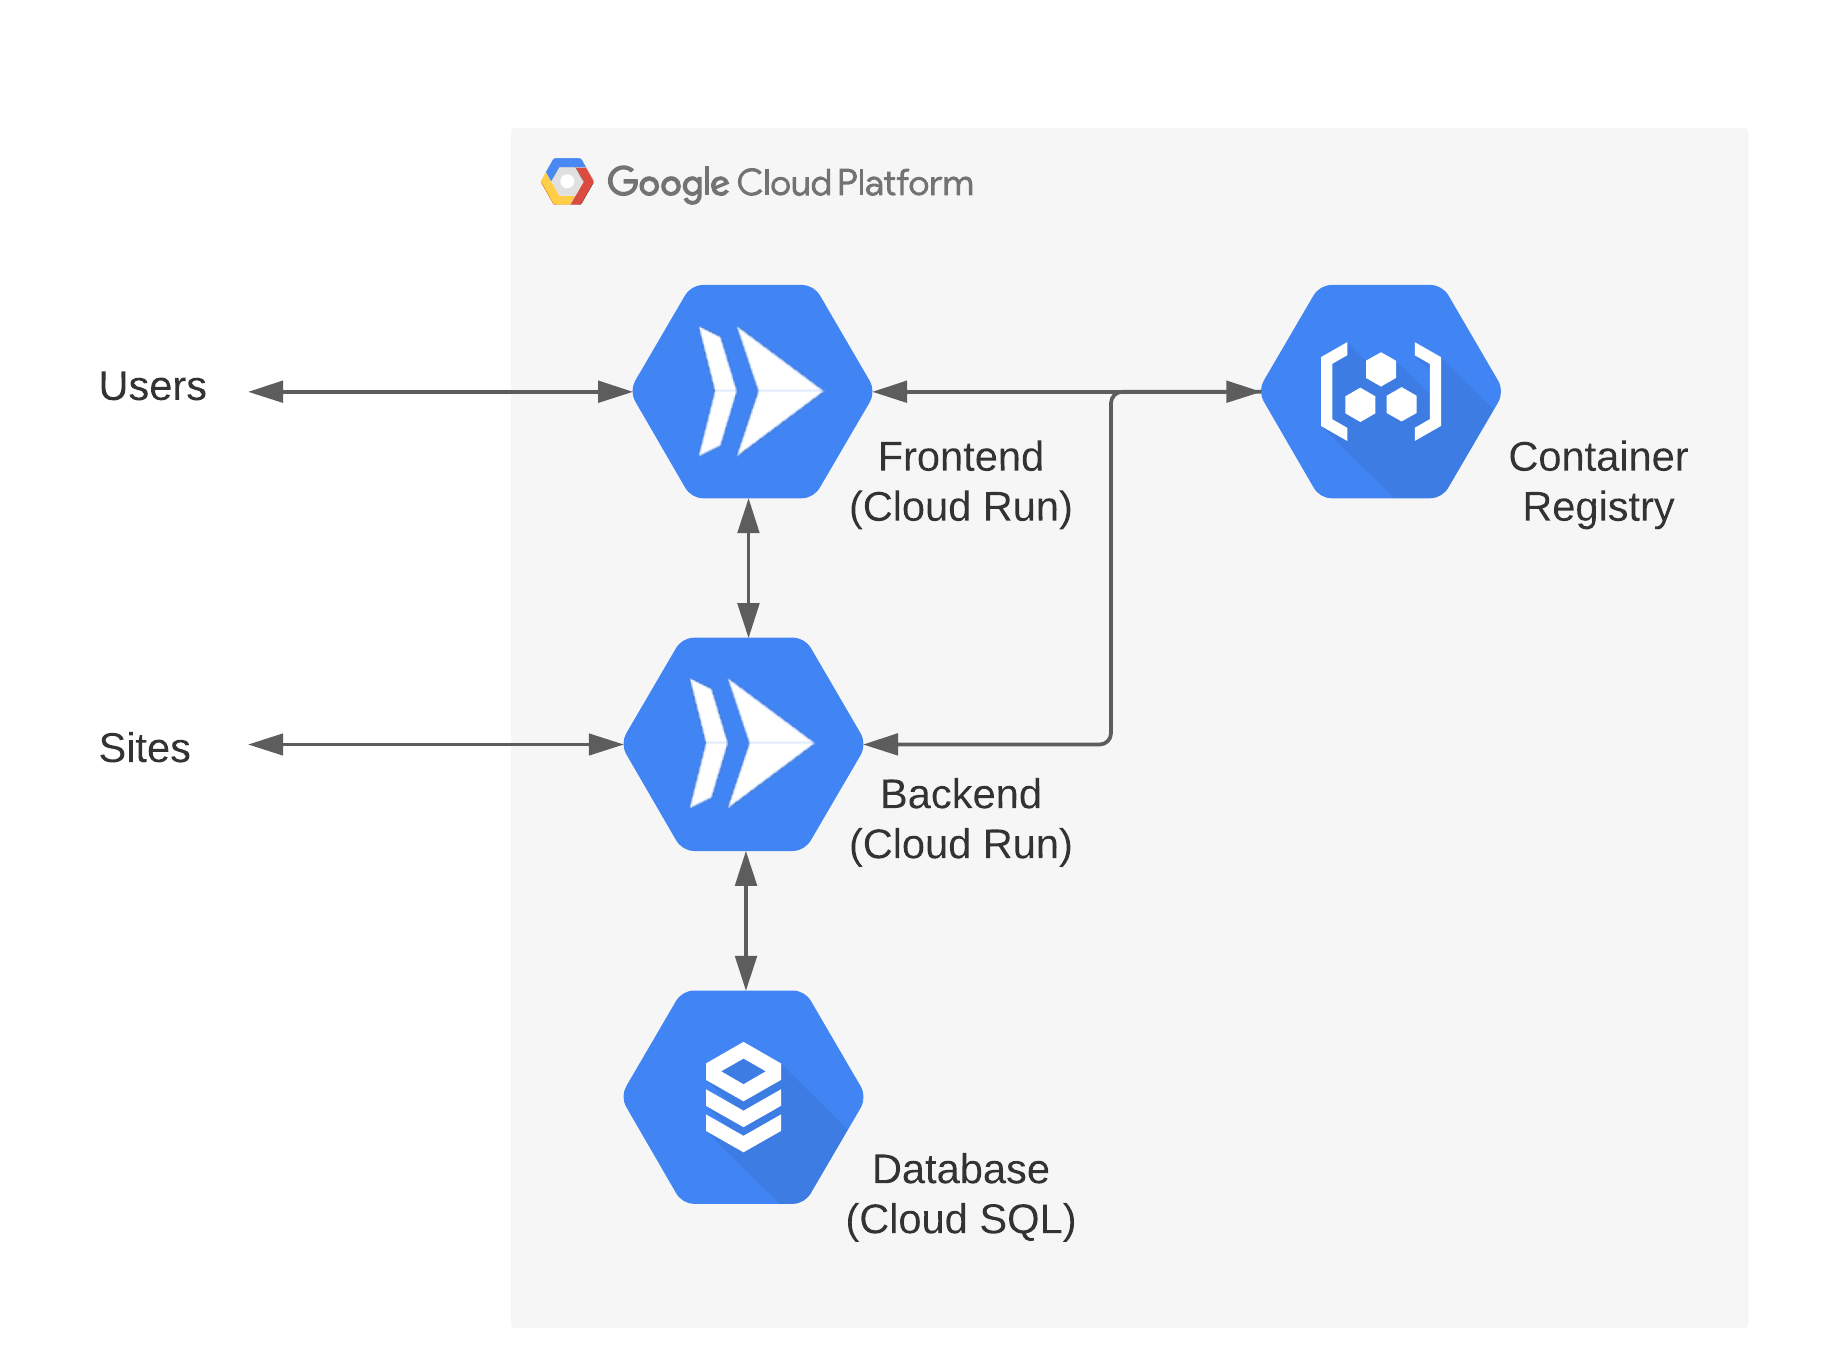 Google Cloud Platform
Users
Frontend
(Cloud Run)
Container
Registry
Sites
Backend
(Cloud Run)
Database
(Cloud SQL)